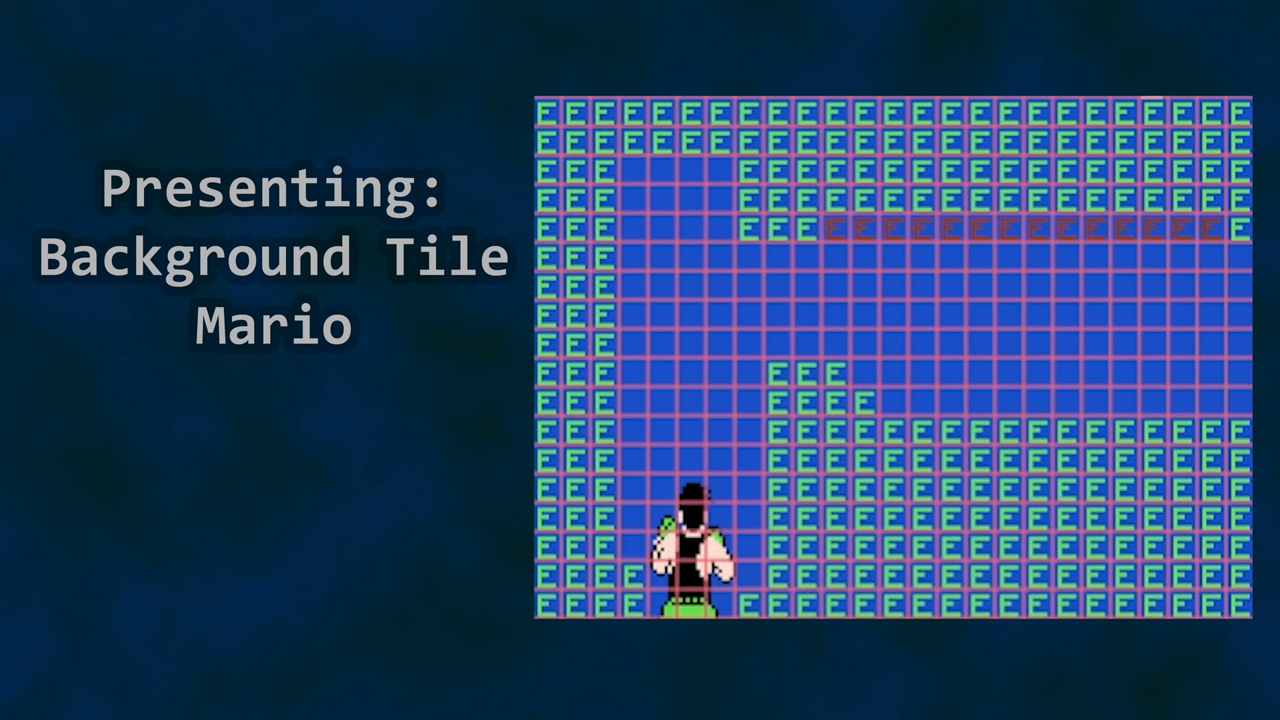 Presenting:
Background Tile
Mario
E E E E E E E E E E E E E E E E E E E E E E E E E
E E E E E E E E E E E E E E E E E E E E E E E E E
E E E E E E E E E E E E E E E E E E E E E
E E E E E E E E E E E E E E E E E E E E E
E E E E E E E E E E E E E E E E E E E E E
E E E
E E E
E E E
E E E
E E E E E E
E E E E E E E
E E E E E E E E E E E E E E E E E E E E
E E E E E E E E E E E E E E E E E E E E
E E E E E E E E E E E E E E E E E E E E
E E E E E E E E E E E E E E E E E E E E
E E E E E E E E E E E E E E E E E E E E
E E E E E E E E E E E E E E E E E E E E E
E E E E E E E E E E E E E E E E E E E E E E